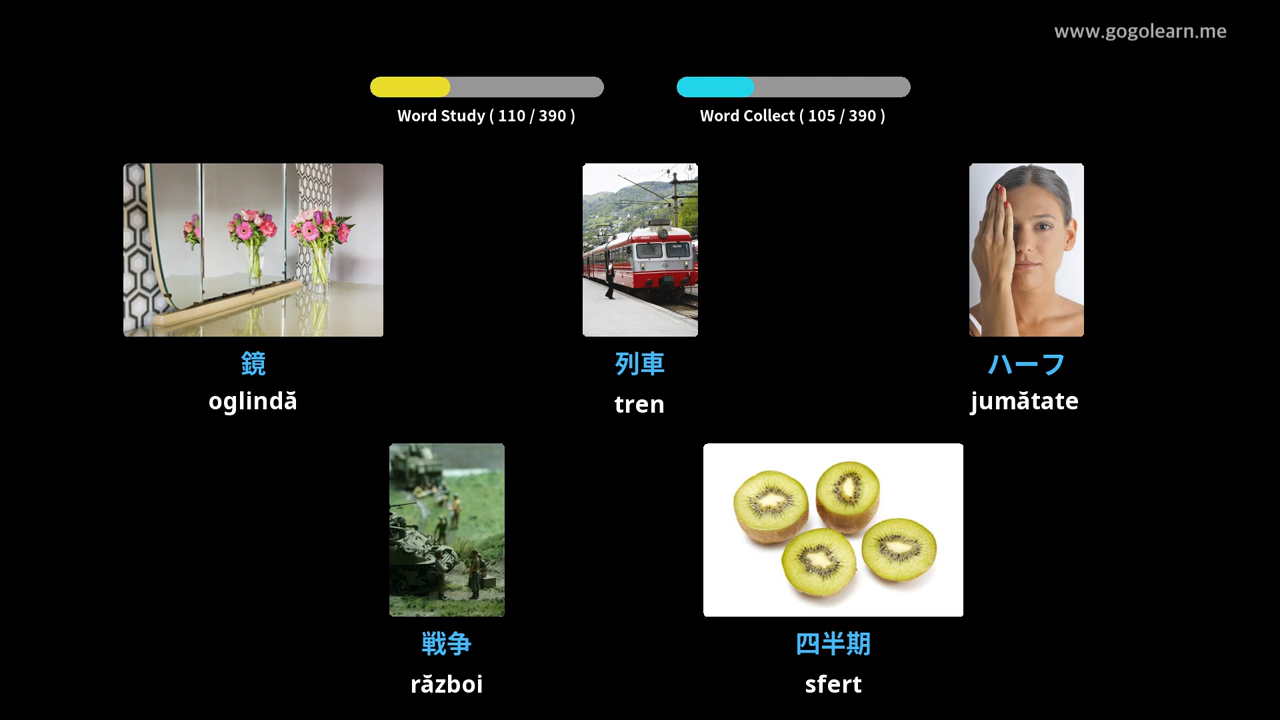 www.gogolearn.me
Word Study ( 110 / 390 )
Word Collect ( 105 / 390 )
鏡
oglindă
列車
tren
ハーフ
jumătate
戦争
război
四半期
sfert